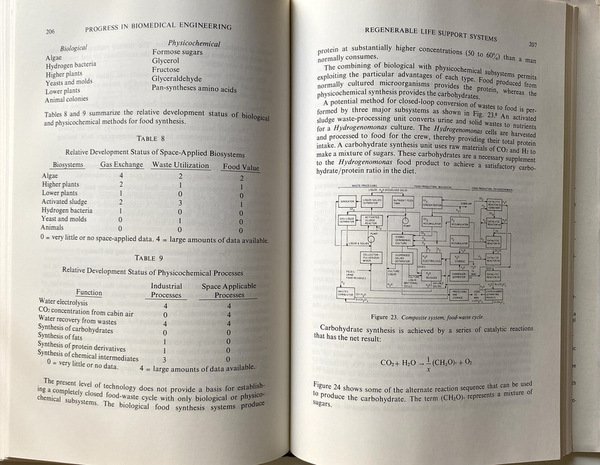 206
PROGRESS IN BIOMEDICAL ENGINEERING
Biological Physicochemical
Algae Formose sugars
Hydrogen bacteria Glycerol
Higher plants Fructose
Yeasts and molds Glyceraldehyde
Lower plants Pan-syntheses amino acids
Animal colonies
Tables 8 and 9 summarize the relative development status of biological
and physicochemical methods for food synthesis.
TABLE 8
Relative Development Status of Space-Applied Biosystems
Biosystems Gas Exchange Waste Utilization Food Value
Algae 4 2 2
Higher plants 2 1 1
Lower plants 1 0 0
Activated sludge 2 3 1
Hydrogen bacteria 1 0 0
Yeast and molds 0 1 0
Animals 0 0 0
0 = very little or no space-applied data. 4 = large amounts of data available.
TABLE 9
Relative Development Status of Physicochemical Processes
Industrial Space Applicable
Function Processes Processes
Water electrolysis 4 4
CO2 concentration from cabin air 0 4
Water recovery from wastes 4 4
Synthesis of carbohydrates 0 0
Synthesis of fats 1 0
Synthesis of protein derivatives 1 0
Synthesis of chemical intermediates 3 0
0 = very little or no data. 4 = large amounts of data available.
The present level of technology does not provide a basis for establish-
ing a completely closed food-waste cycle with only biological or physico-
chemical subsystems. The biological food synthesis systems produce
REGENERABLE LIFE SUPPORT SYSTEMS
207
protein at substantially higher concentrations (50 to 60%) than a man
normally consumes.
The combining of biological with physicochemical subsystems permits
exploiting the particular advantages of each type. Food produced from
normally cultured microorganisms provides the protein, whereas the
physicochemical synthesis provides the carbohydrates.
A potential method for closed-loop conversion of wastes to food is per-
formed by three major subsystems as shown in Fig. 23. An activated
sludge waste-processing unit converts urine and solid wastes to nutrients
for a Hydrogenomonas culture. The Hydrogenomonas cells are harvested
and processed to food for the crew, thereby providing their total protein
intake. A carbohydrate synthesis unit uses raw materials of CO2 and H2 to
make a mixture of sugars. These carbohydrates are a necessary supplement
to the Hydrogenomonas food product to achieve a satisfactory carbo-
hydrate/protein ratio in the diet.
Figure 23. Composite system, food-waste cycle.
Carbohydrate synthesis is achieved by a series of catalytic reactions
that has the net result:
CO2 + H2O → 1/x (CH2O)x + O2
Figure 24 shows some of the alternate reaction sequence that can be used
to produce the carbohydrate. The term (CH2O)x represents a mixture of
sugars.